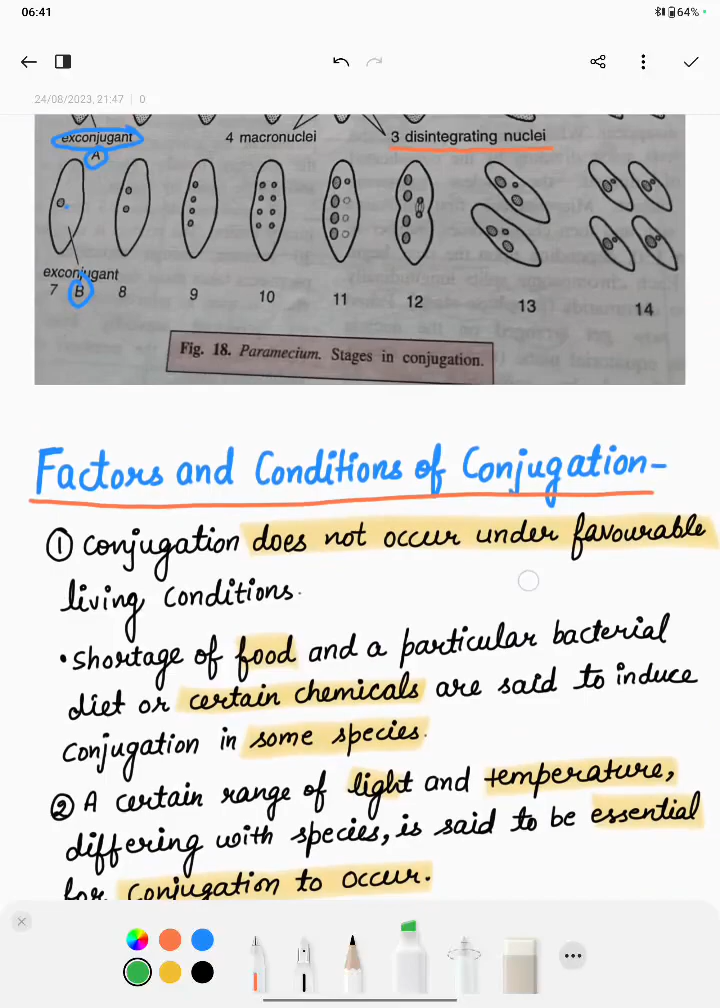 06:41
64%
24/08/2023, 21:47 | 0
exconjugant 4 macronuclei 3 disintegrating nuclei
A
exconjugant
7 B 8 9 10 11 12 13 14
Fig. 18. Paramecium. Stages in conjugation.
Factors and Conditions of Conjugation-
① Conjugation does not occur under favourable
living conditions.
• Shortage of food and a particular bacterial
diet or certain chemicals are said to induce
conjugation in some species.
② A certain range of light and temperature,
differing with species, is said to be essential
for conjugation to occur.